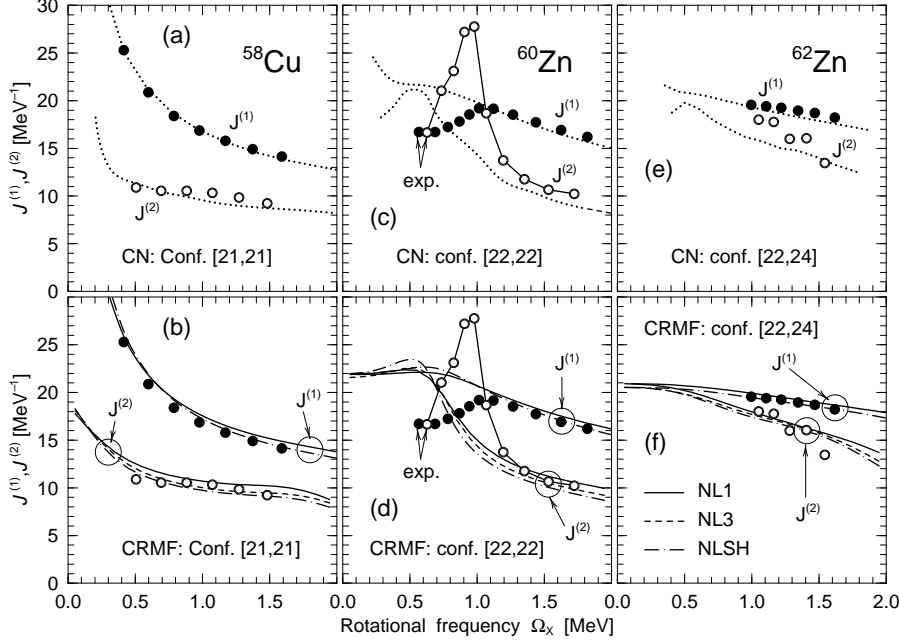 30
25
20
15
10
5
0
J⁽¹⁾,J⁽²⁾ [MeV⁻¹]
(a)
⁵⁸Cu
J⁽¹⁾
J⁽²⁾
CN: Conf. [21,21]
⁶⁰Zn
J⁽¹⁾
exp.
J⁽²⁾
(c)
CN: conf. [22,22]
⁶²Zn
J⁽¹⁾
J⁽²⁾
(e)
CN: conf. [22,24]
25
20
15
10
5
0
J⁽¹⁾,J⁽²⁾ [MeV⁻¹]
(b)
J⁽²⁾
J⁽¹⁾
CRMF: Conf. [21,21]
J⁽¹⁾
exp.
(d)
J⁽²⁾
CRMF: conf. [22,22]
CRMF: conf. [22,24]
J⁽¹⁾
(f)
NL1
NL3
NLSH
J⁽²⁾
0.0 0.5 1.0 1.5 0.0 0.5 1.0 1.5 0.0 0.5 1.0 1.5 2.0
Rotational frequency Ωₓ [MeV]